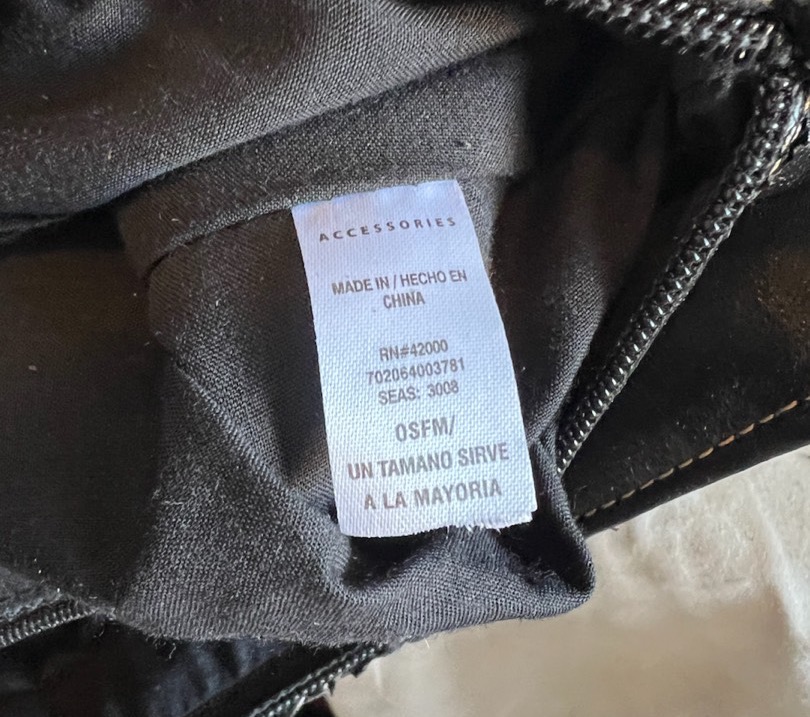 ACCESSORIES
MADE IN / HECHO EN
CHINA
RN#42000
702064003781
SEAS: 3008
OSFM/
UN TAMANO SIRVE
A LA MAYORIA